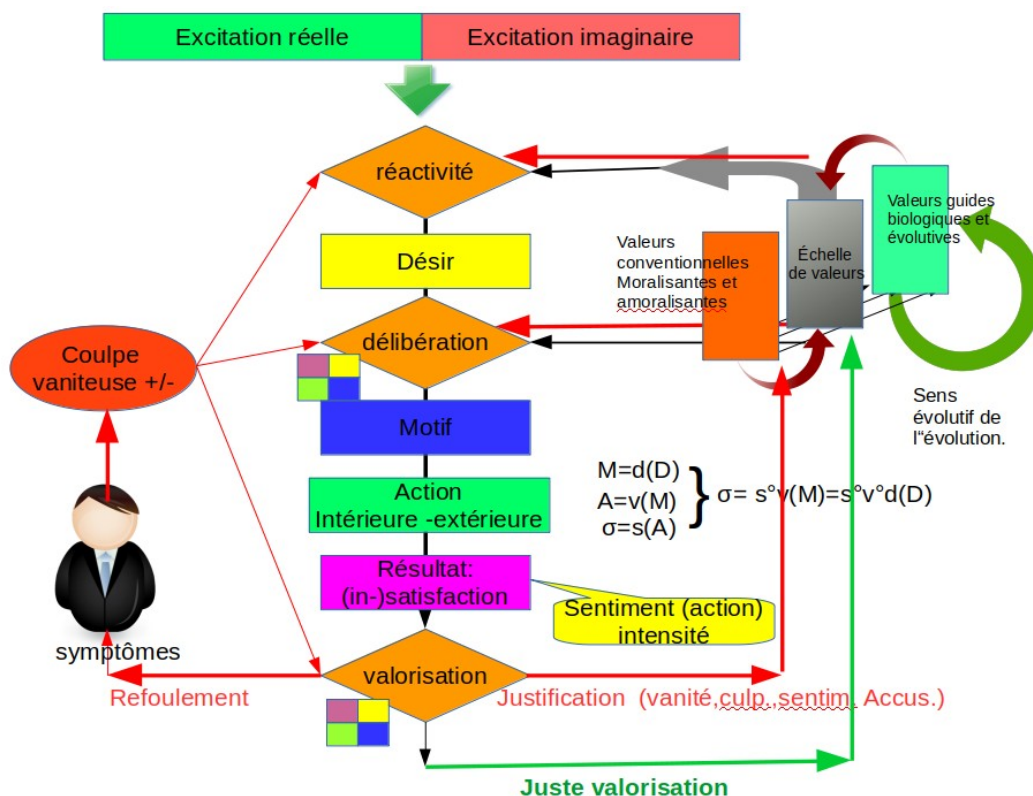 Excitation réelle
Excitation imaginaire
réactivité
Désir
délibération
Motif
Action
Intérieure -extérieure
Résultat:
(in-)satisfaction
Sentiment (action)
intensité
valorisation
Coulpe
vaniteuse +/-
symptômes
Refoulement
Justification (vanité,culp.,sentim. Accus.)
Juste valorisation
Valeurs
conventionnelles
Moralisantes et
amoralisantes
Échelle
de valeurs
Valeurs guides
biologiques et
évolutives
Sens
évolutif de
l‘‘évolution.
M=d(D)
A=v(M)
σ=s(A)
σ= s°v(M)=s°v°d(D)